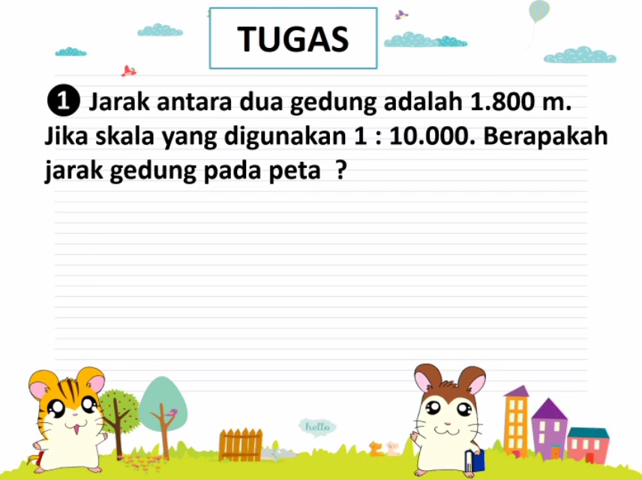 TUGAS
❶ Jarak antara dua gedung adalah 1.800 m.
Jika skala yang digunakan 1 : 10.000. Berapakah
jarak gedung pada peta ?
hello